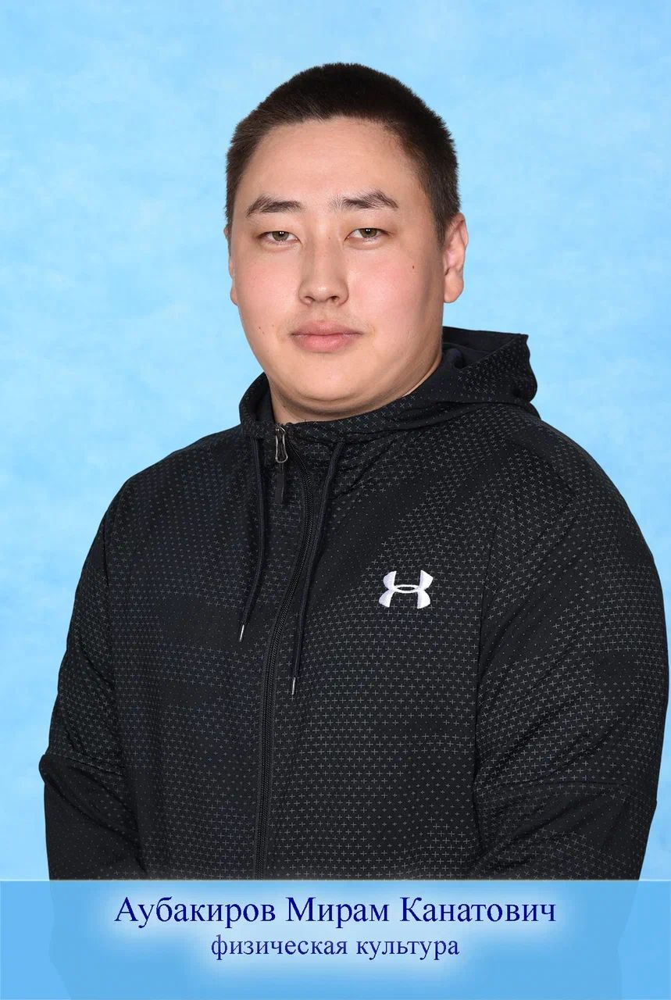 Аубакиров Мирам Канатович
физическая культура